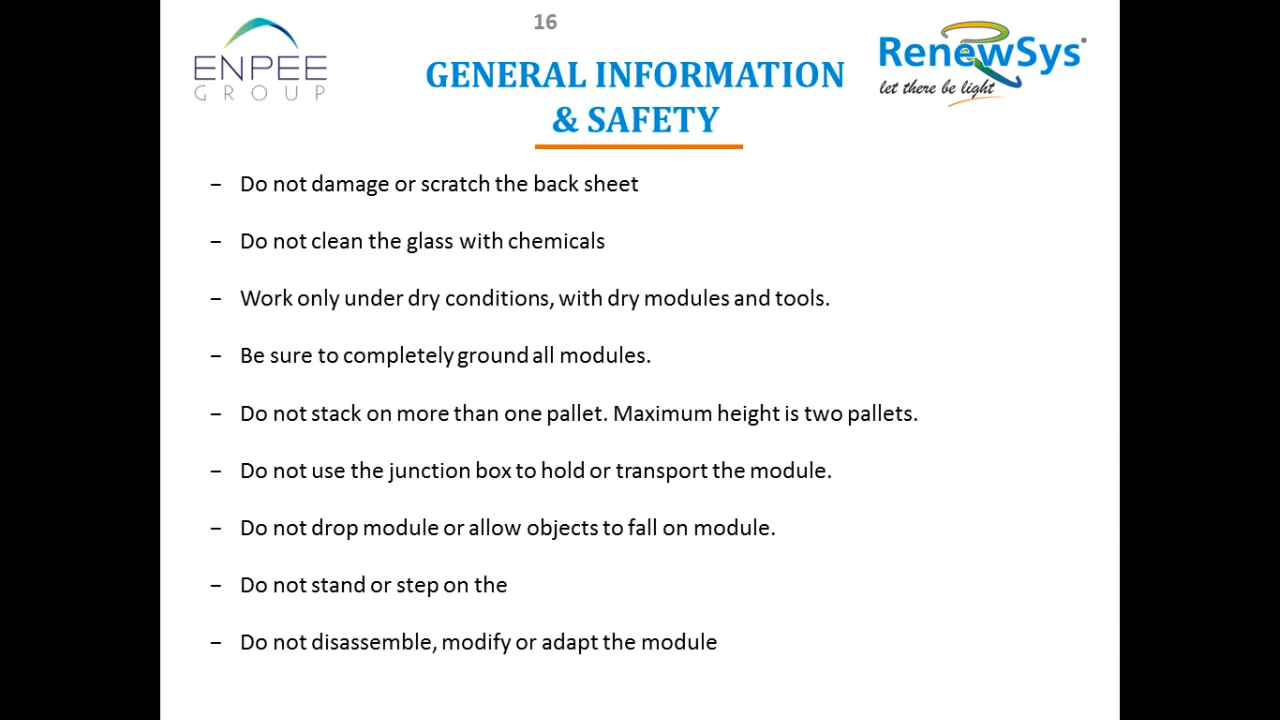 16
ENPEE
GROUP
RenewSys
let there be light
GENERAL INFORMATION
& SAFETY
– Do not damage or scratch the back sheet
– Do not clean the glass with chemicals
– Work only under dry conditions, with dry modules and tools.
– Be sure to completely ground all modules.
– Do not stack on more than one pallet. Maximum height is two pallets.
– Do not use the junction box to hold or transport the module.
– Do not drop module or allow objects to fall on module.
– Do not stand or step on the
– Do not disassemble, modify or adapt the module